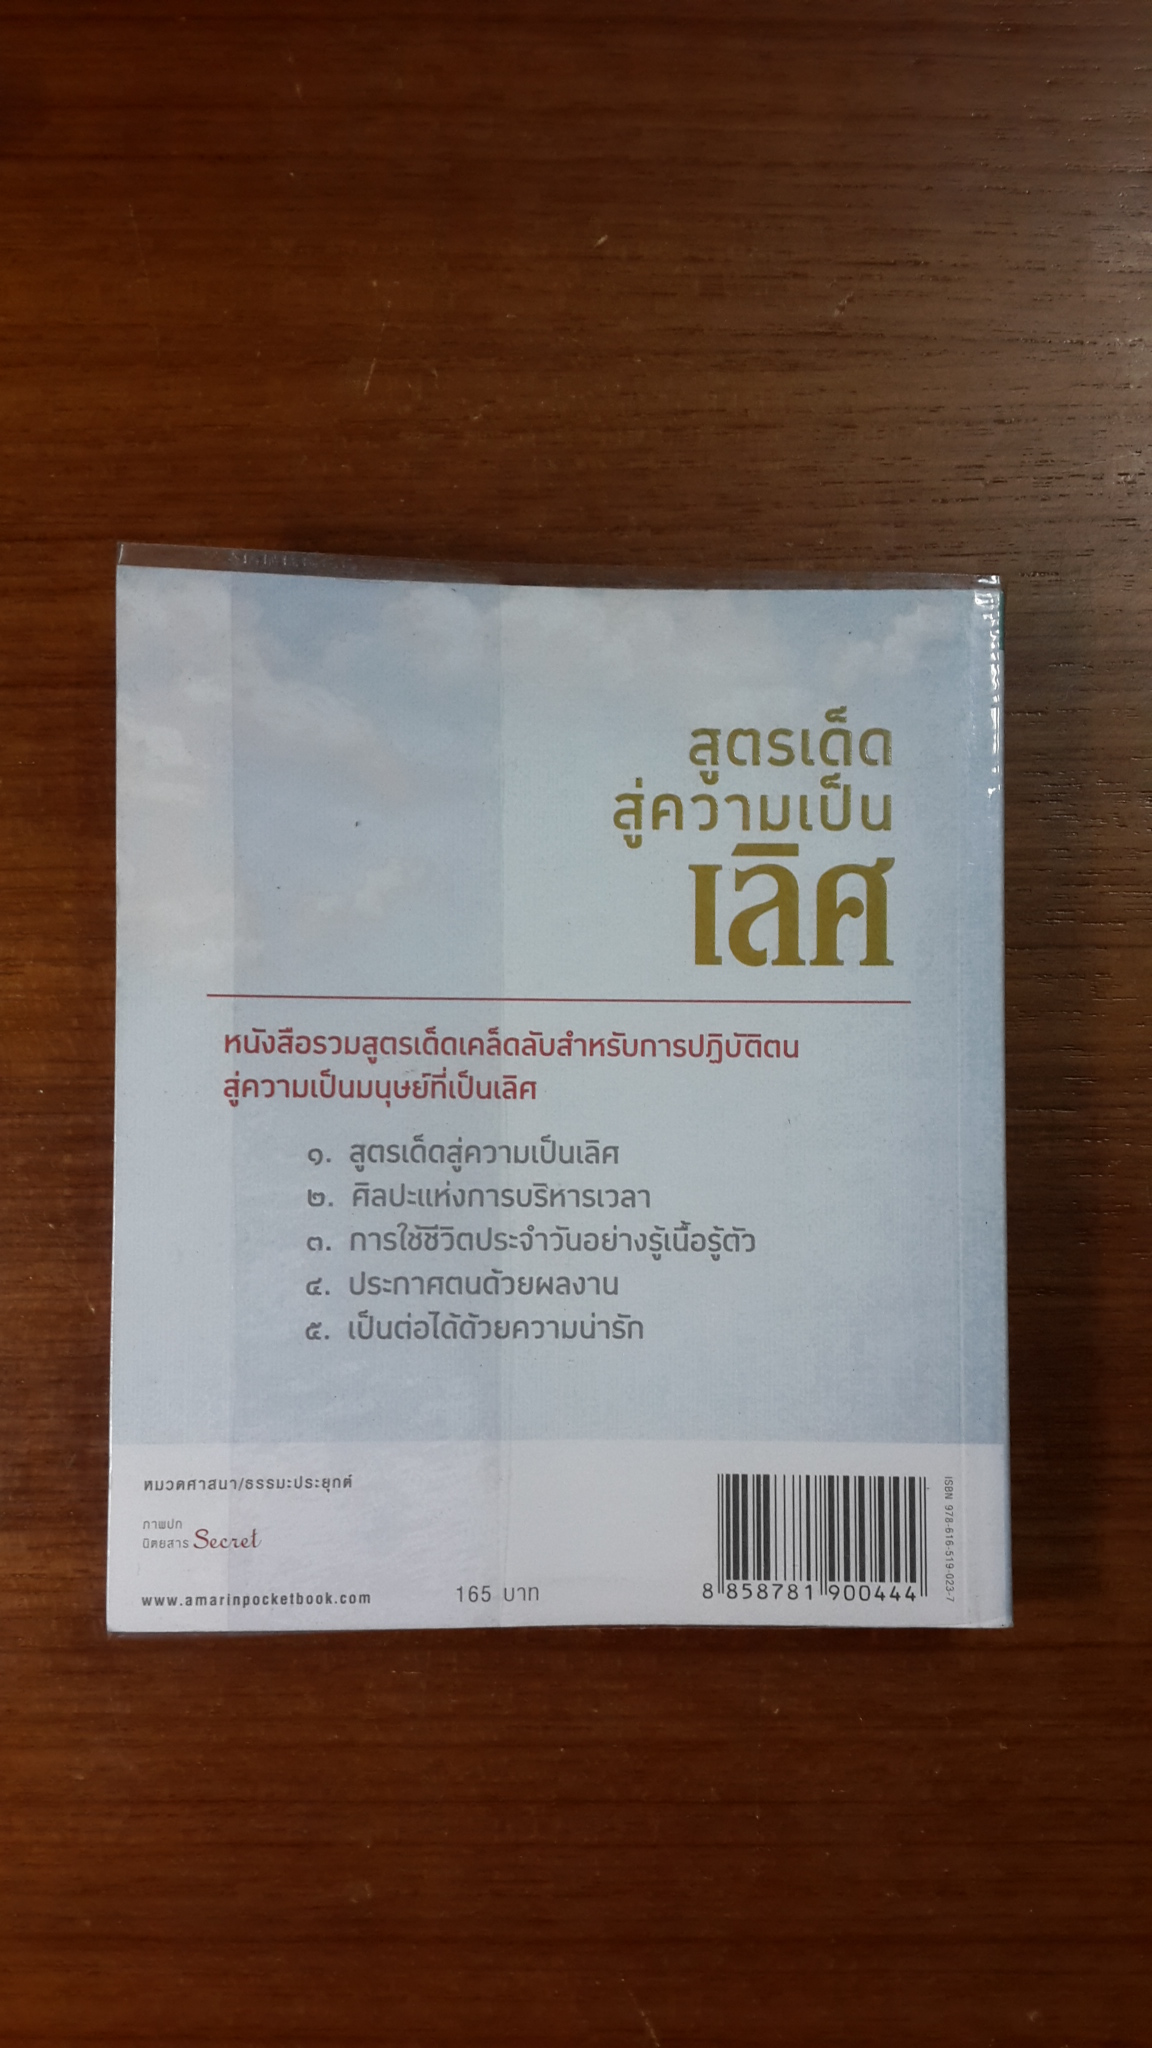 สูตรเด็ด
สู่ความเป็น
เลิศ
หนังสือรวมสูตรเด็ดเคล็ดลับสำหรับการปฏิบัติตน
สู่ความเป็นมนุษย์ที่เป็นเลิศ
๑. สูตรเด็ดสู่ความเป็นเลิศ
๒. ศิลปะแห่งการบริหารเวลา
๓. การใช้ชีวิตประจำวันอย่างรู้เนื้อรู้ตัว
๔. ประกาศตนด้วยผลงาน
๕. เป็นต่อได้ด้วยความน่ารัก
หมวดศาสนา/ธรรมะประยุกต์
ภาพปก
นิตยสาร Secret
www.amarinpocketbook.com
165 บาท
8 858781 900444
ISBN 978-616-519-023-7